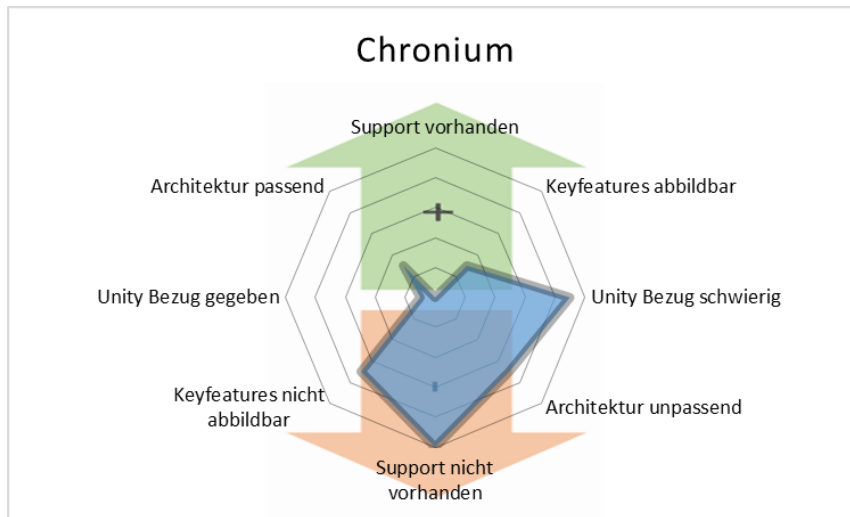 Chronium
Support vorhanden
Architektur passend
Keyfeatures abbildbar
+
Unity Bezug gegeben
Unity Bezug schwierig
Keyfeatures nicht
abbildbar
-
Architektur unpassend
Support nicht
vorhanden